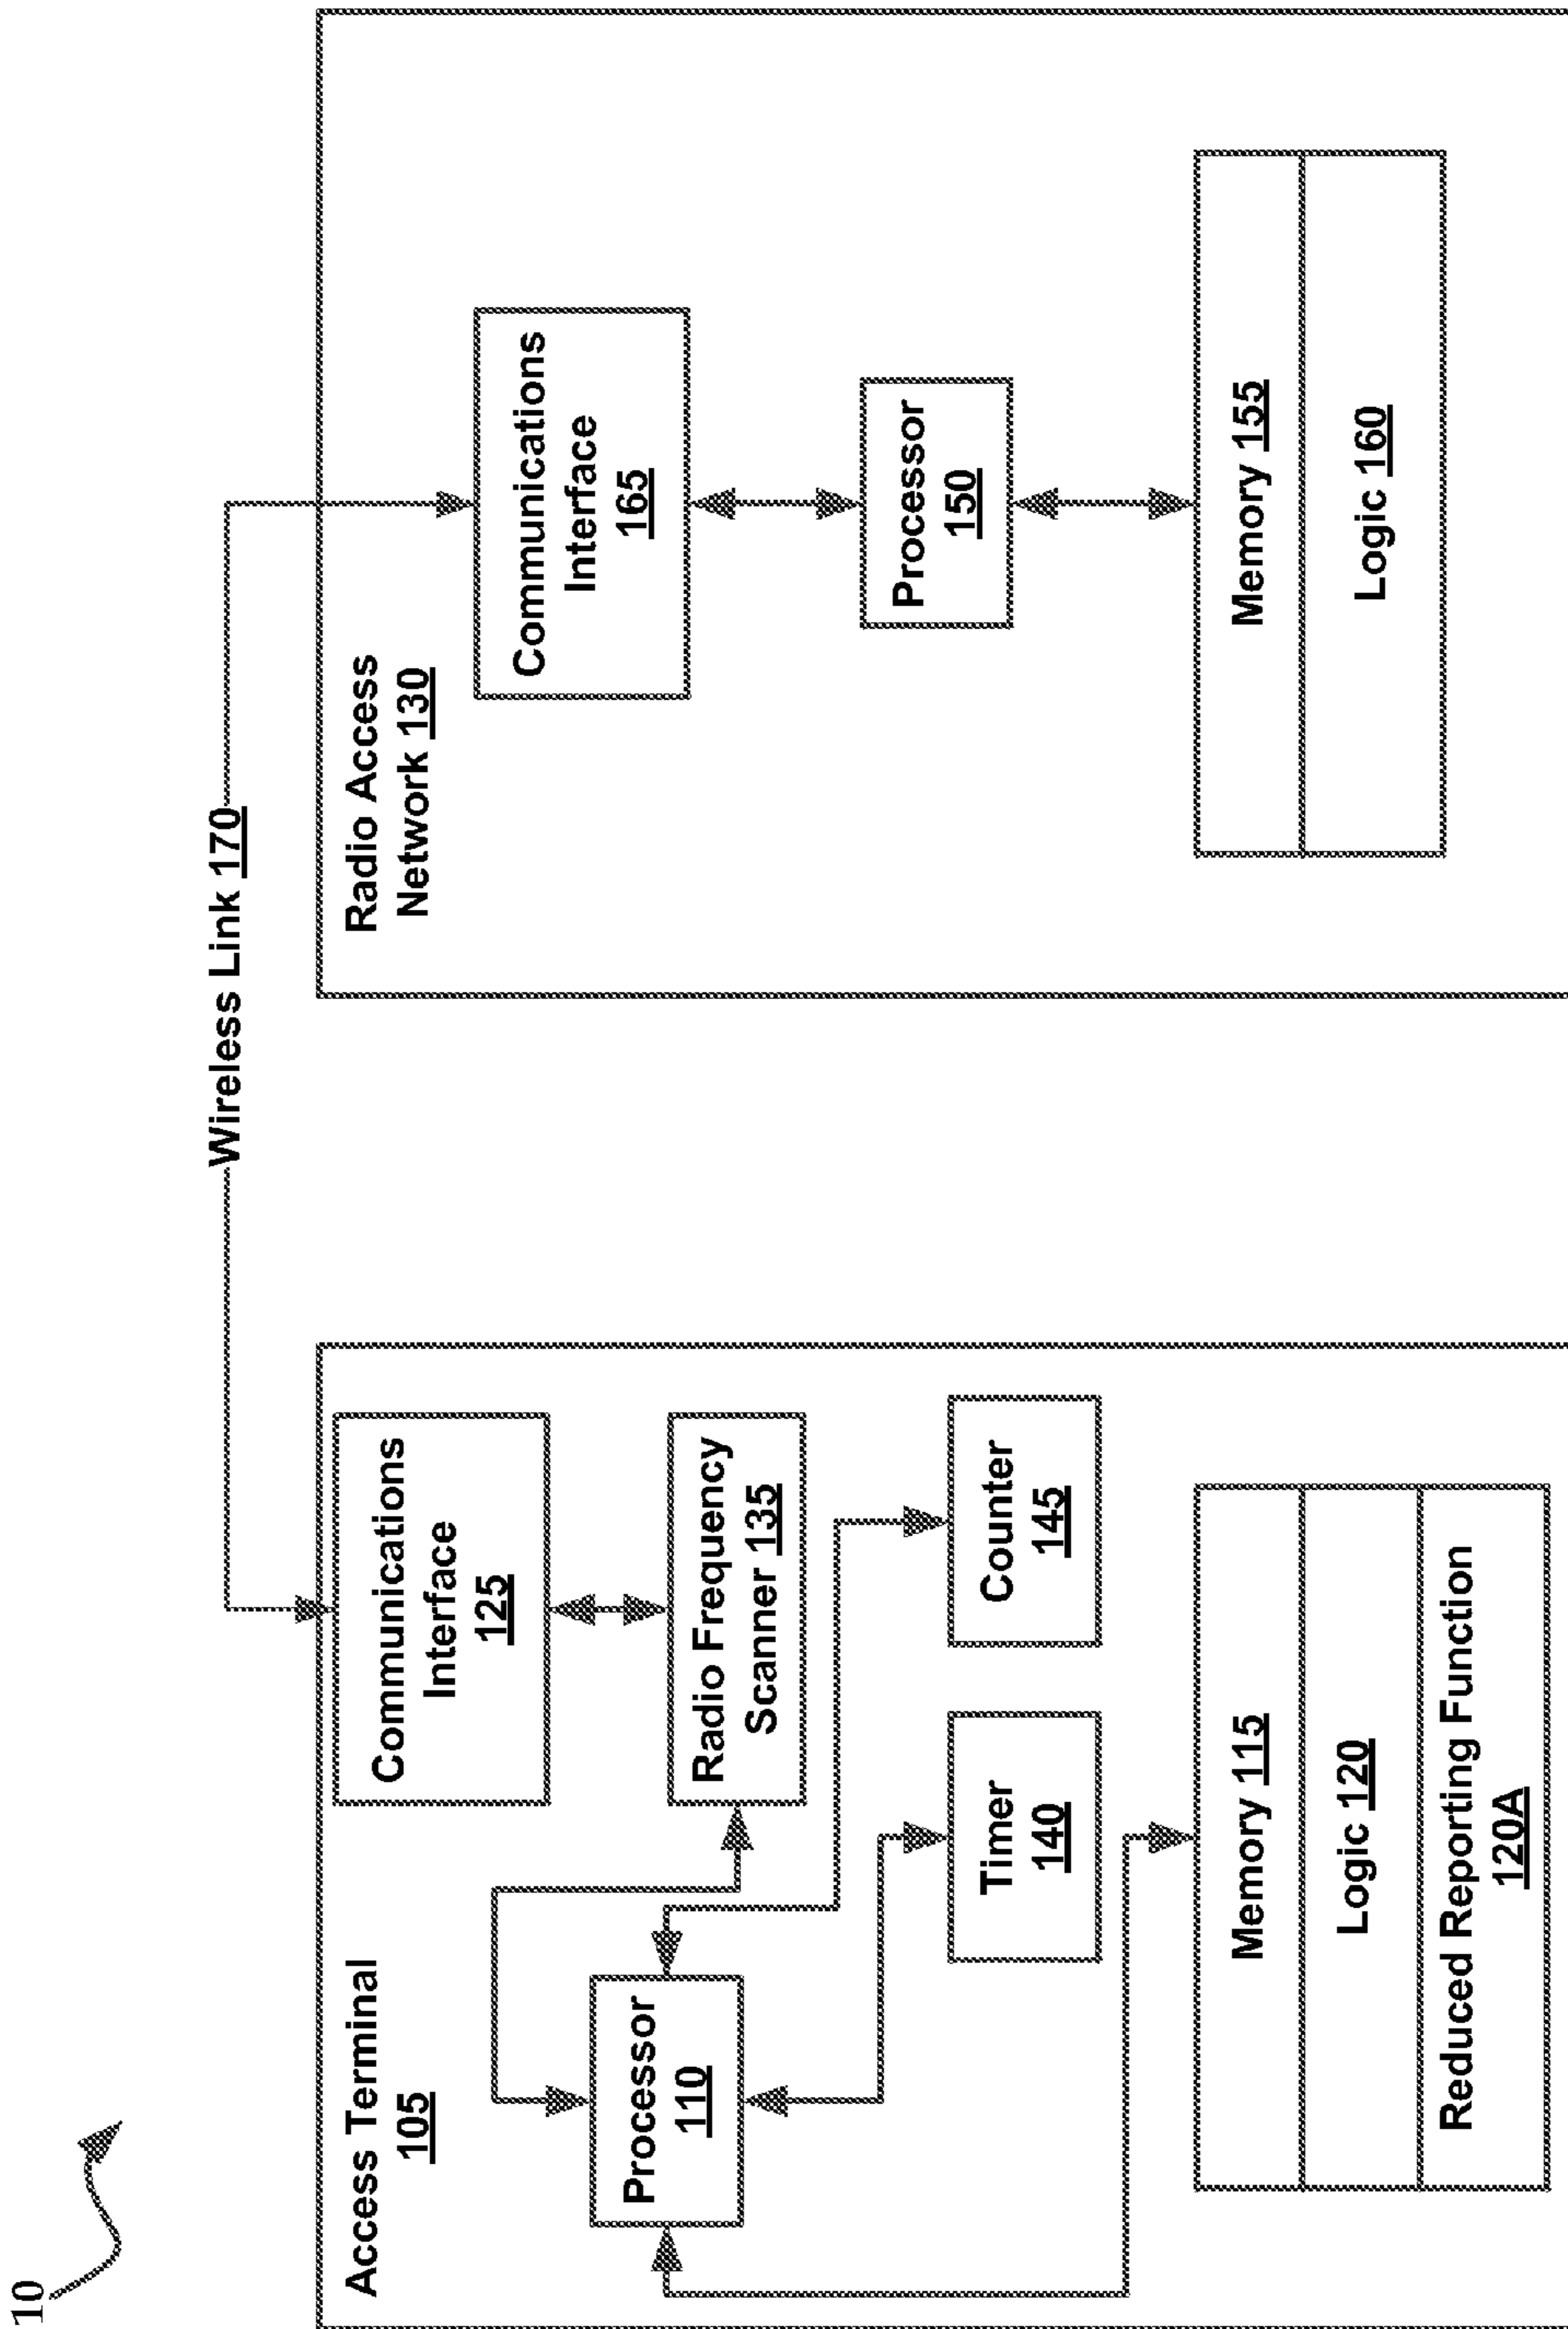 10
Wireless Link 170
Access Terminal
105
Communications
Interface
125
Processor
110
Radio Frequency
Scanner 135
Timer
140
Counter
145
Memory 115
Logic 120
Reduced Reporting Function
120A
Radio Access
Network 130
Communications
Interface
165
Processor
150
Memory 155
Logic 160